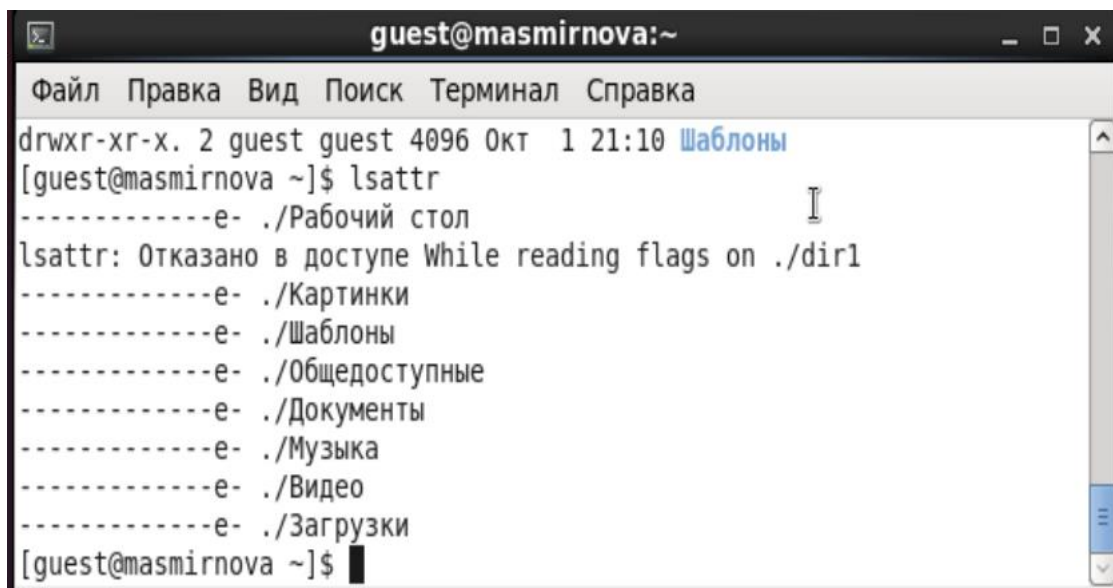 guest@masmirnova:~
Файл Правка Вид Поиск Терминал Справка
drwxr-xr-x. 2 guest guest 4096 Окт  1 21:10 Шаблоны
[guest@masmirnova ~]$ lsattr
-------------e- ./Рабочий стол
lsattr: Отказано в доступе While reading flags on ./dir1
-------------e- ./Картинки
-------------e- ./Шаблоны
-------------e- ./Общедоступные
-------------e- ./Документы
-------------e- ./Музыка
-------------e- ./Видео
-------------e- ./Загрузки
[guest@masmirnova ~]$